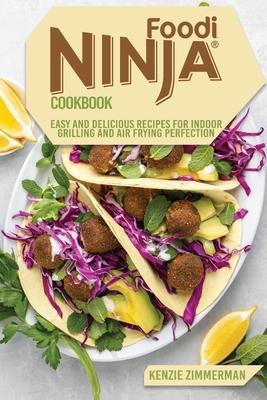 Foodi
NINJA®
COOKBOOK
EASY AND DELICIOUS RECIPES FOR INDOOR
GRILLING AND AIR FRYING PERFECTION
KENZIE ZIMMERMAN